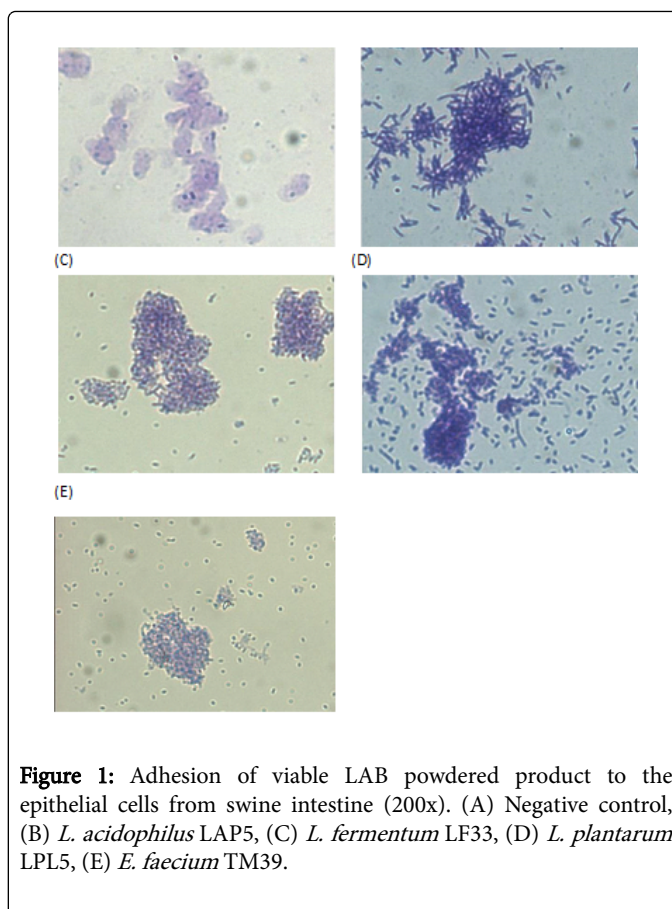 (C) (D)
(E)
Figure 1: Adhesion of viable LAB powdered product to the
epithelial cells from swine intestine (200x). (A) Negative control,
(B) L. acidophilus LAP5, (C) L. fermentum LF33, (D) L. plantarum
LPL5, (E) E. faecium TM39.